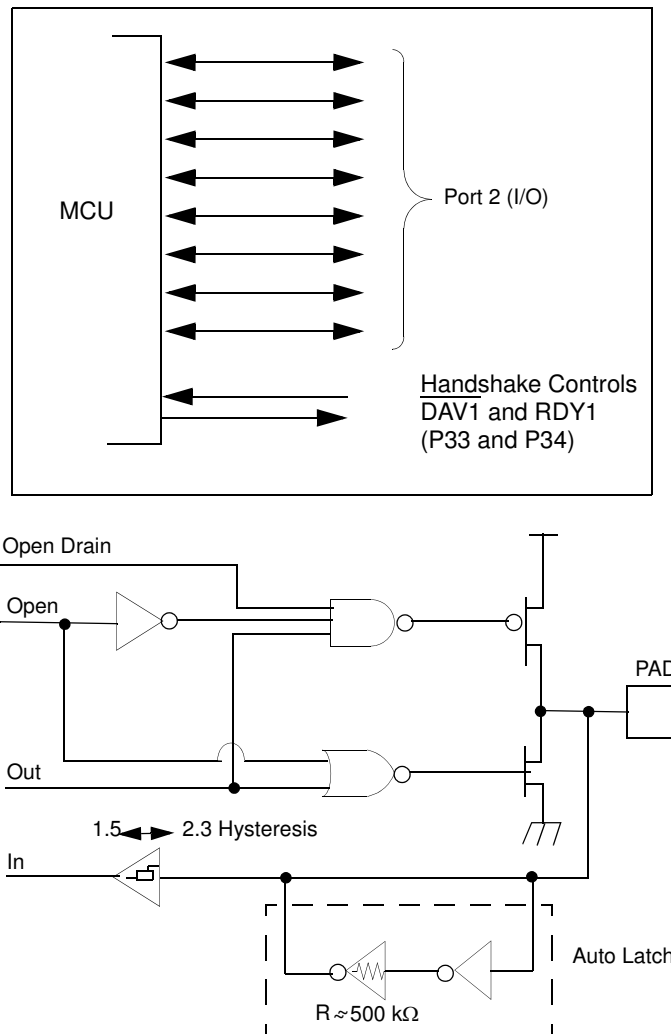 MCU
Port 2 (I/O)
Handshake Controls
DAV1 and RDY1
(P33 and P34)
Open Drain
Open
PAD
Out
1.5 2.3 Hysteresis
In
Auto Latch
R ≈ 500 kΩ